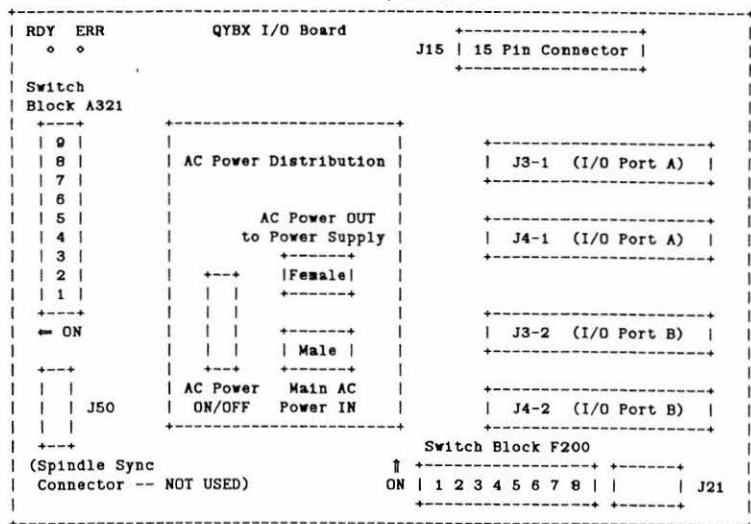 RDY ERR QYBX I/O Board
J15 15 Pin Connector
Switch
Block A321
9
8 AC Power Distribution J3-1 (I/O Port A)
7
6
5 AC Power OUT
4 to Power Supply J4-1 (I/O Port A)
3
2 Female
1
⇐ ON J3-2 (I/O Port B)
Male
AC Power Main AC
J50 ON/OFF Power IN J4-2 (I/O Port B)
Switch Block F200
(Spindle Sync ⇑
Connector -- NOT USED) ON 1 2 3 4 5 6 7 8 J21